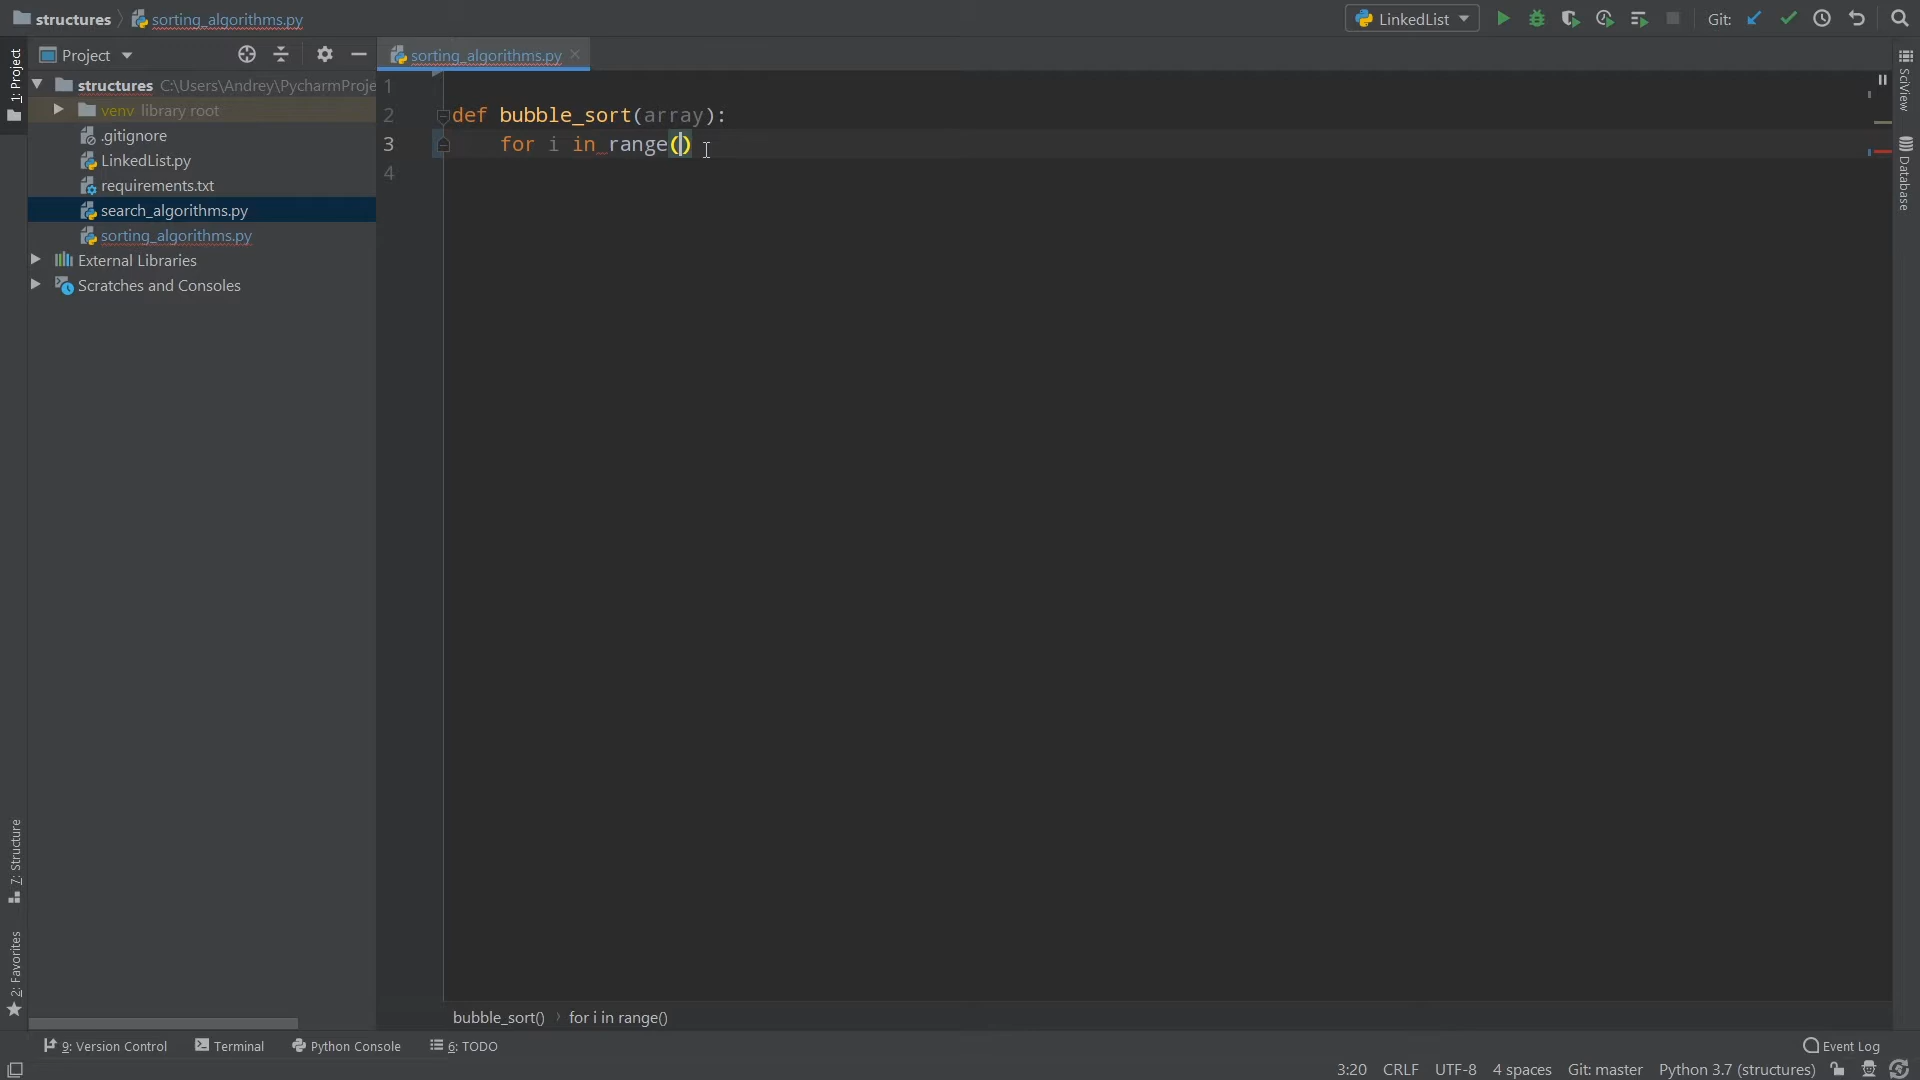 structures sorting_algorithms.py LinkedList Git:
1: Project
Project
sorting_algorithms.py
structures C:\Users\Andrey\PycharmProje
venv library root
.gitignore
LinkedList.py
requirements.txt
search_algorithms.py
sorting_algorithms.py
External Libraries
Scratches and Consoles
1
2 def bubble_sort(array):
3 for i in range()
4
SciView
Database
7: Structure
2: Favorites
bubble_sort() for i in range()
9: Version Control Terminal Python Console 6: TODO Event Log
3:20 CRLF UTF-8 4 spaces Git: master Python 3.7 (structures)